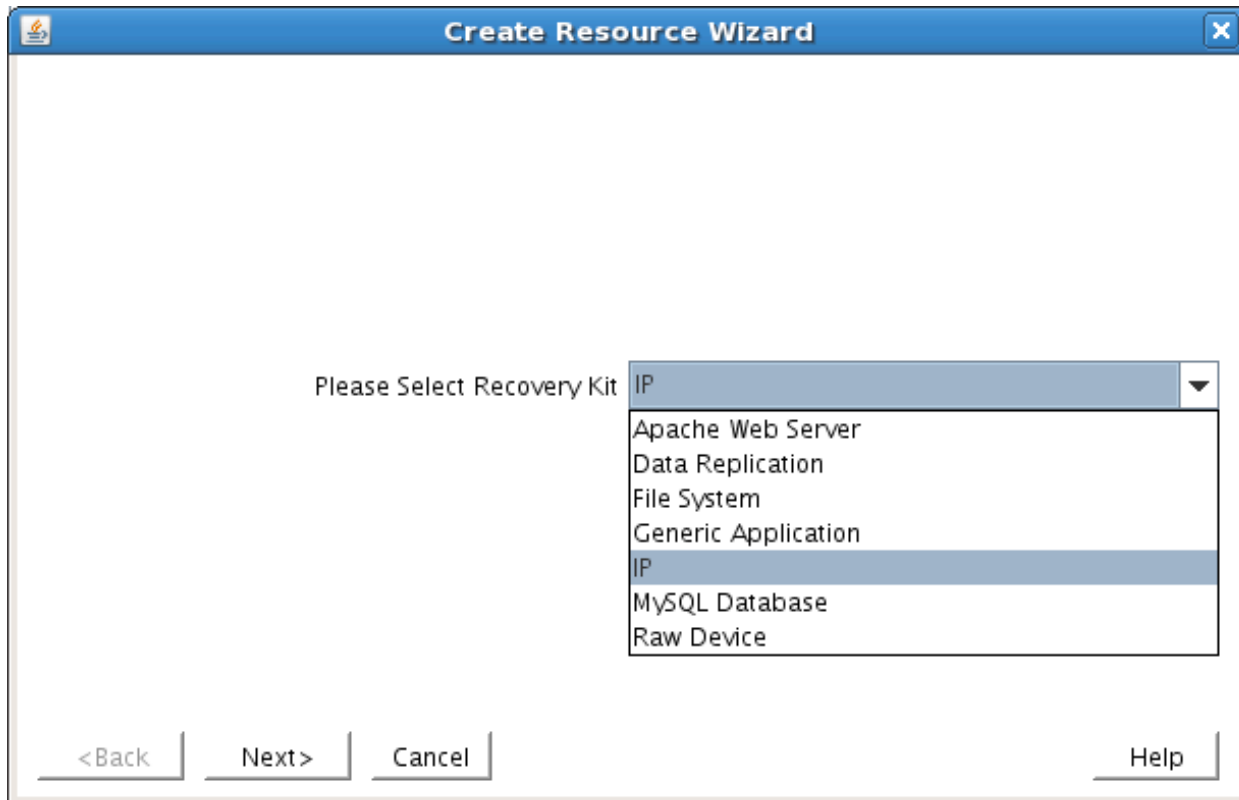 Create Resource Wizard
Please Select Recovery Kit IP
Apache Web Server
Data Replication
File System
Generic Application
IP
MySQL Database
Raw Device
<Back Next> Cancel Help